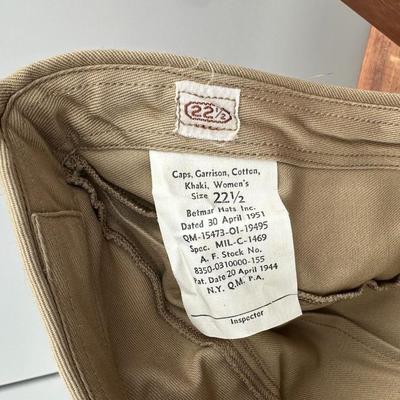 22½
Caps, Garrison, Cotton,
Khaki, Women's
Size 22½
Betmar Hats Inc.
Dated 30 April 1951
QM-15473-OI-19495
Spec. MIL-C-1469
A. F. Stock No.
8350-0310000-155
Pat. Date 20 April 1944
N.Y. Q.M. P.A.
Inspector